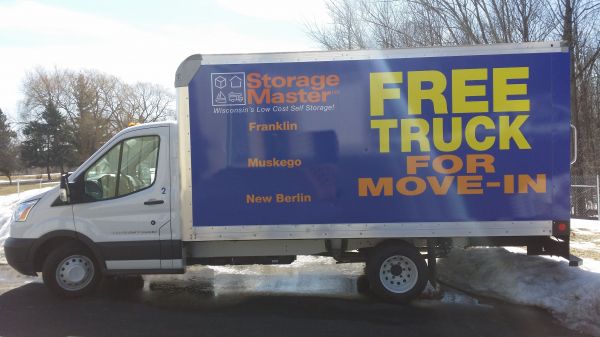 Storage
Master
Wisconsin's Low Cost Self Storage!
Franklin
Muskego
New Berlin
FREE
TRUCK
FOR
MOVE-IN
2